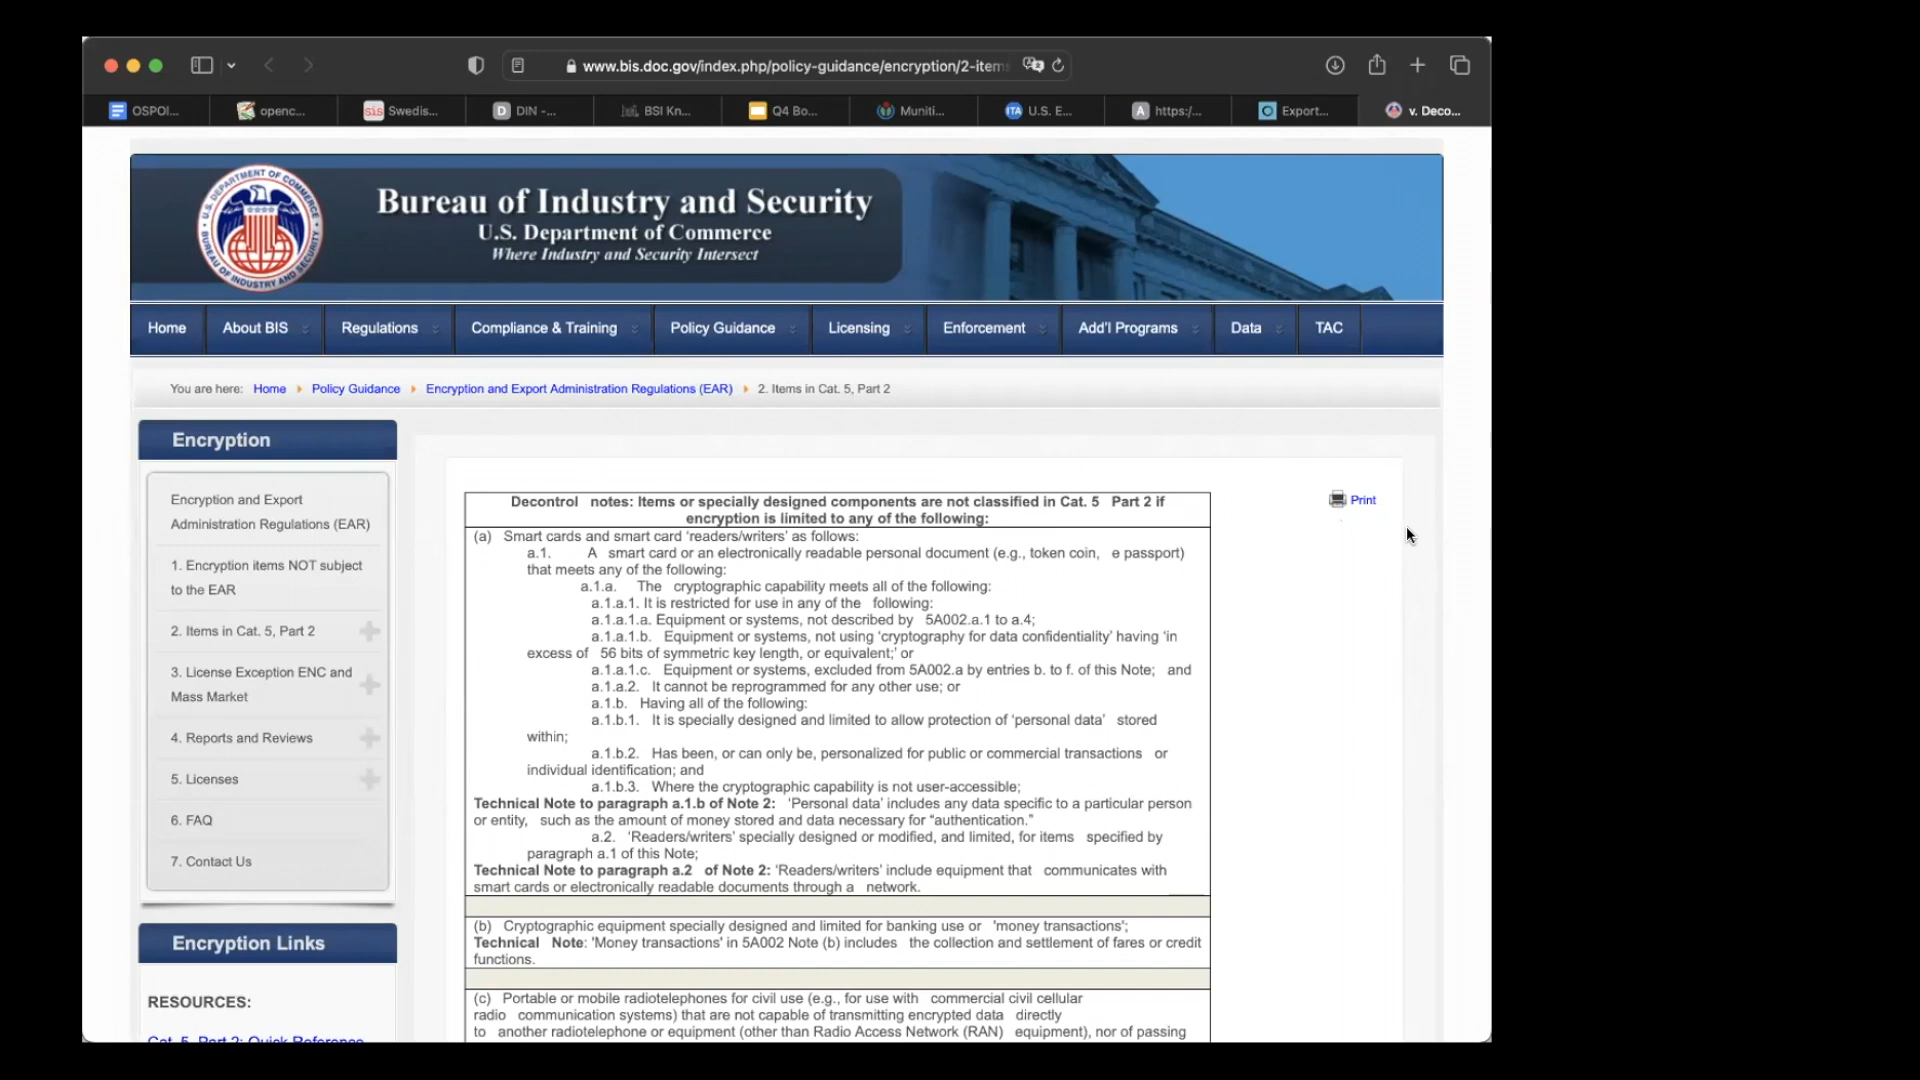 www.bis.doc.gov/index.php/policy-guidance/encryption/2-item
OSPOI... openc... sis Swedis... D DIN -... BSI Kn... Q4 Bo... Muniti... ITA U.S. E... A https:/... Export... v. Deco...
U.S. DEPARTMENT OF COMMERCE
BUREAU OF INDUSTRY AND SECURITY
Bureau of Industry and Security
U.S. Department of Commerce
Where Industry and Security Intersect
Home About BIS Regulations Compliance & Training Policy Guidance Licensing Enforcement Add'l Programs Data TAC
You are here: Home Policy Guidance Encryption and Export Administration Regulations (EAR) 2. Items in Cat. 5, Part 2
Encryption
Encryption and Export
Administration Regulations (EAR)
1. Encryption items NOT subject
to the EAR
2. Items in Cat. 5, Part 2
3. License Exception ENC and
Mass Market
4. Reports and Reviews
5. Licenses
6. FAQ
7. Contact Us
Encryption Links
RESOURCES:
Cat. 5, Part 2: Quick Reference
Print
Decontrol notes: Items or specially designed components are not classified in Cat. 5 Part 2 if
encryption is limited to any of the following:
(a) Smart cards and smart card ‘readers/writers’ as follows:
a.1. A smart card or an electronically readable personal document (e.g., token coin, e passport)
that meets any of the following:
a.1.a. The cryptographic capability meets all of the following:
a.1.a.1. It is restricted for use in any of the following:
a.1.a.1.a. Equipment or systems, not described by 5A002.a.1 to a.4;
a.1.a.1.b. Equipment or systems, not using ‘cryptography for data confidentiality’ having ‘in
excess of 56 bits of symmetric key length, or equivalent;’ or
a.1.a.1.c. Equipment or systems, excluded from 5A002.a by entries b. to f. of this Note; and
a.1.a.2. It cannot be reprogrammed for any other use; or
a.1.b. Having all of the following:
a.1.b.1. It is specially designed and limited to allow protection of ‘personal data’ stored
within;
a.1.b.2. Has been, or can only be, personalized for public or commercial transactions or
individual identification; and
a.1.b.3. Where the cryptographic capability is not user-accessible;
Technical Note to paragraph a.1.b of Note 2: ‘Personal data’ includes any data specific to a particular person
or entity, such as the amount of money stored and data necessary for “authentication.”
a.2. ‘Readers/writers’ specially designed or modified, and limited, for items specified by
paragraph a.1 of this Note;
Technical Note to paragraph a.2 of Note 2: ‘Readers/writers’ include equipment that communicates with
smart cards or electronically readable documents through a network.
(b) Cryptographic equipment specially designed and limited for banking use or 'money transactions';
Technical Note: 'Money transactions' in 5A002 Note (b) includes the collection and settlement of fares or credit
functions.
(c) Portable or mobile radiotelephones for civil use (e.g., for use with commercial civil cellular
radio communication systems) that are not capable of transmitting encrypted data directly
to another radiotelephone or equipment (other than Radio Access Network (RAN) equipment), nor of passing